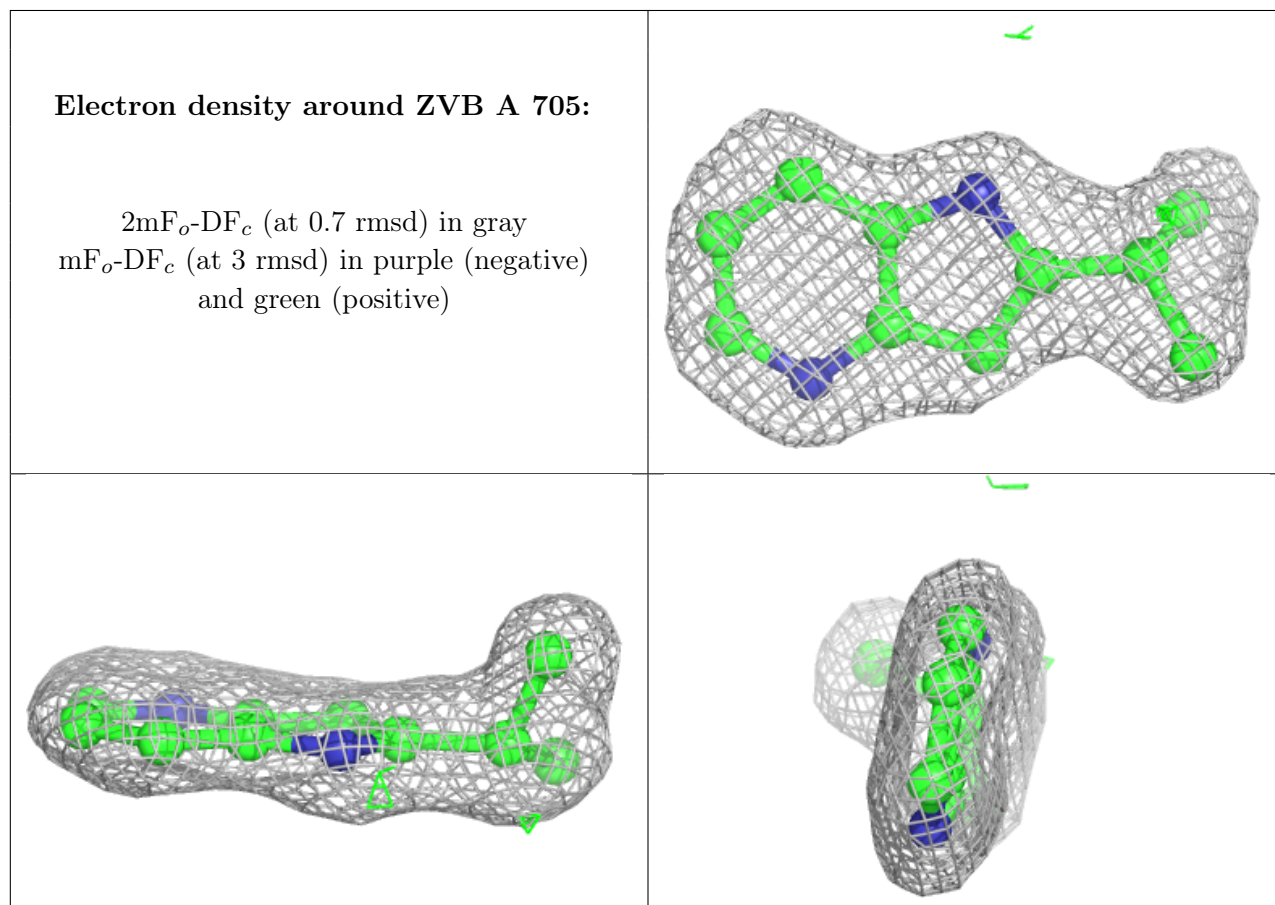 Electron density around ZVB A 705:
2mFo-DFc (at 0.7 rmsd) in gray
mFo-DFc (at 3 rmsd) in purple (negative)
and green (positive)